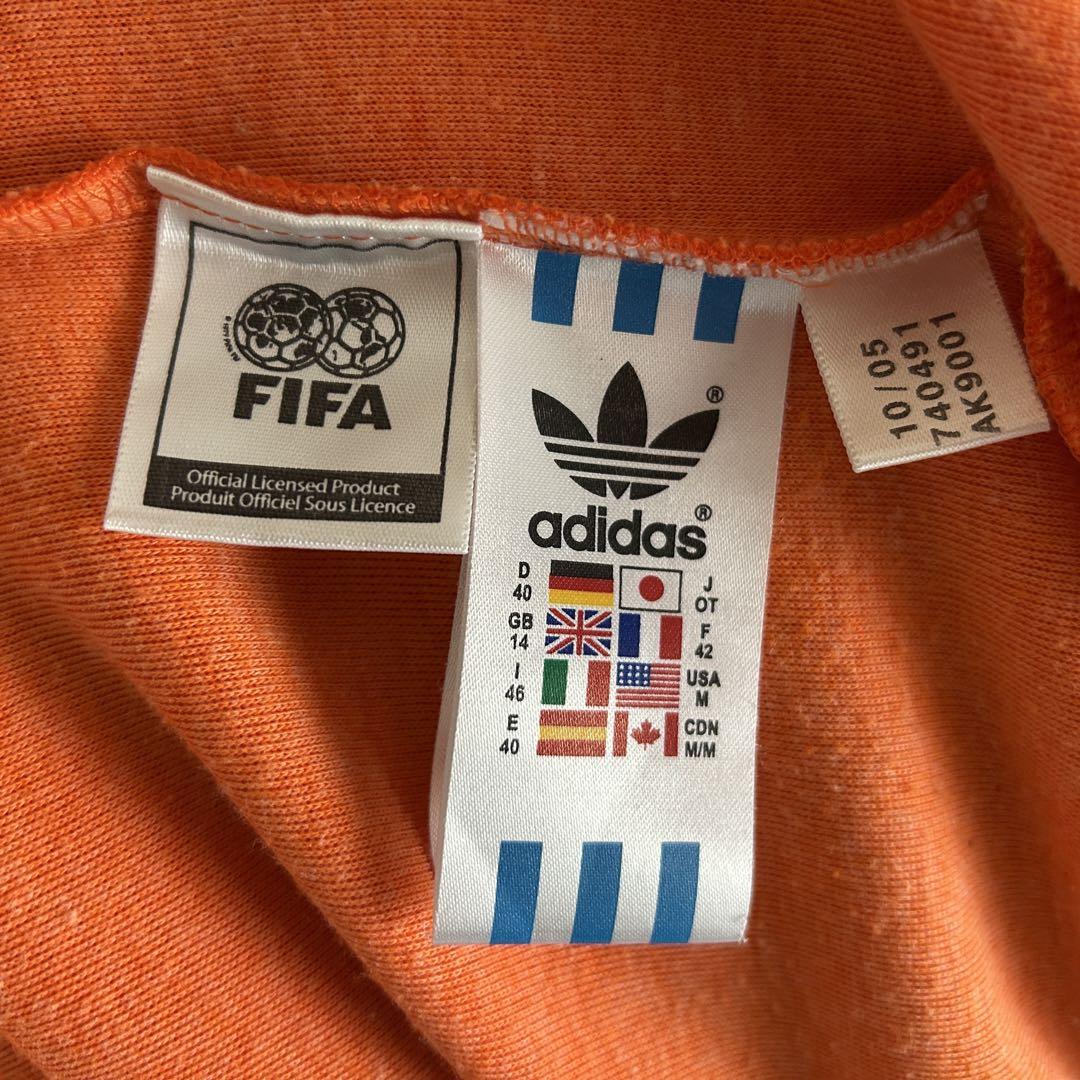 FIFA
Official Licensed Product
Produit Officiel Sous Licence
®
adidas®
D
40
J
OT
GB
14
F
42
I
46
USA
M
E
40
CDN
M/M
10/05
740491
AK9001